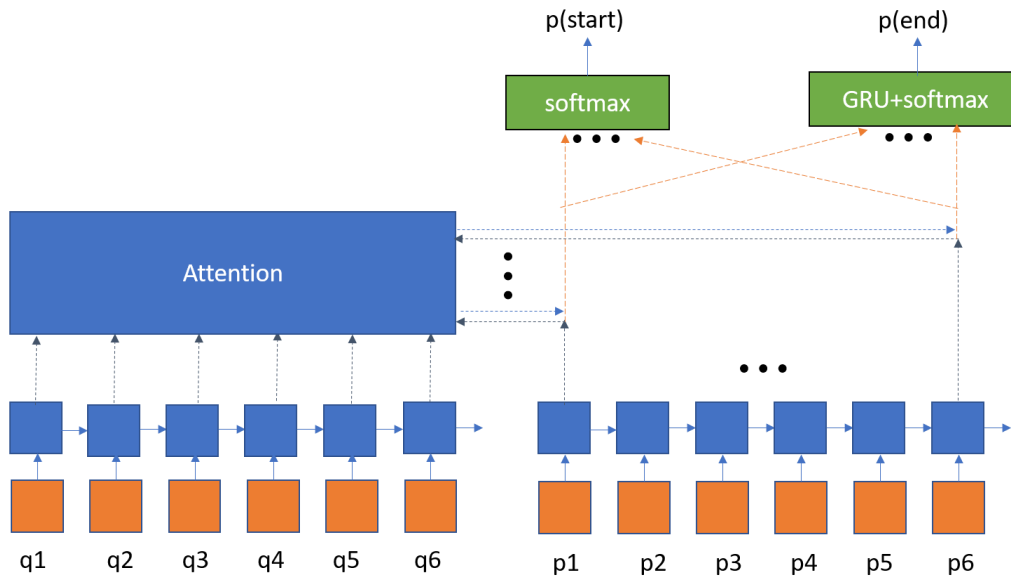 p(start) p(end)
softmax GRU+softmax
Attention
q1 q2 q3 q4 q5 q6 p1 p2 p3 p4 p5 p6